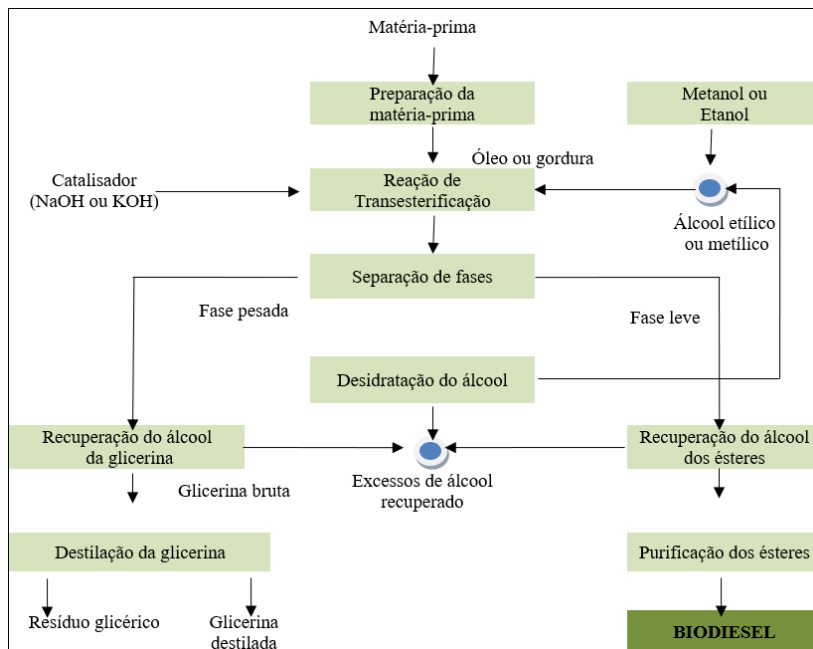 Matéria-prima
Preparação da
matéria-prima
Metanol ou
Etanol
Óleo ou gordura
Catalisador
(NaOH ou KOH)
Reação de
Transesterificação
Álcool etílico
ou metílico
Separação de fases
Fase pesada
Fase leve
Desidratação do álcool
Recuperação do álcool
da glicerina
Recuperação do álcool
dos ésteres
Glicerina bruta
Excessos de álcool
recuperado
Destilação da glicerina
Purificação dos ésteres
Resíduo glicérico
Glicerina
destilada
BIODIESEL